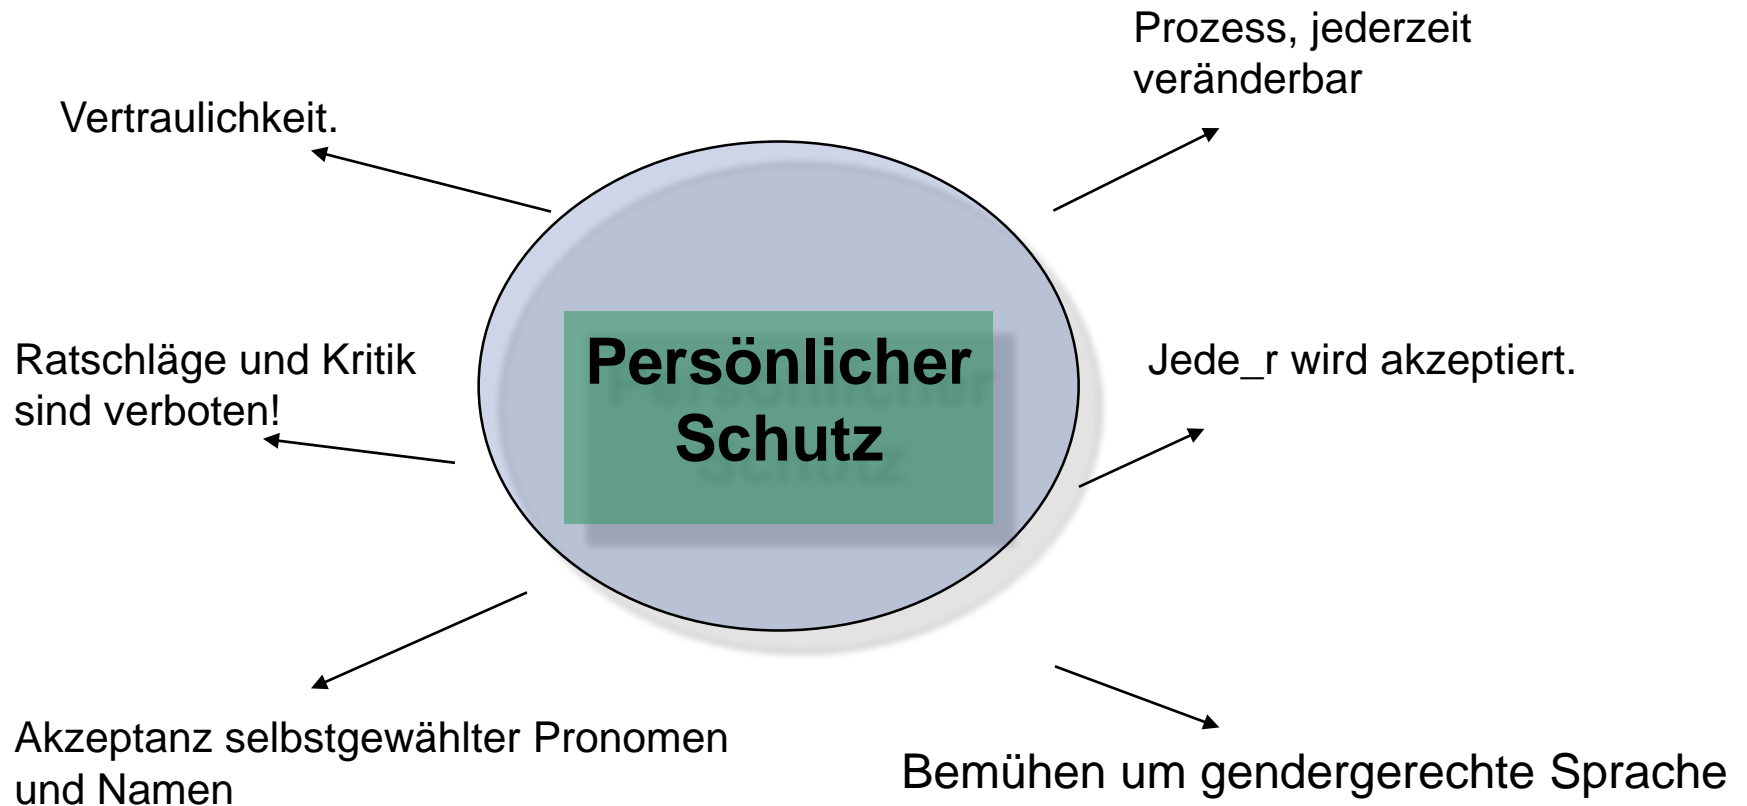 Prozess, jederzeit
veränderbar
Vertraulichkeit.
Persönlicher
Schutz
Ratschläge und Kritik
sind verboten!
Jede_r wird akzeptiert.
Akzeptanz selbstgewählter Pronomen
und Namen
Bemühen um gendergerechte Sprache